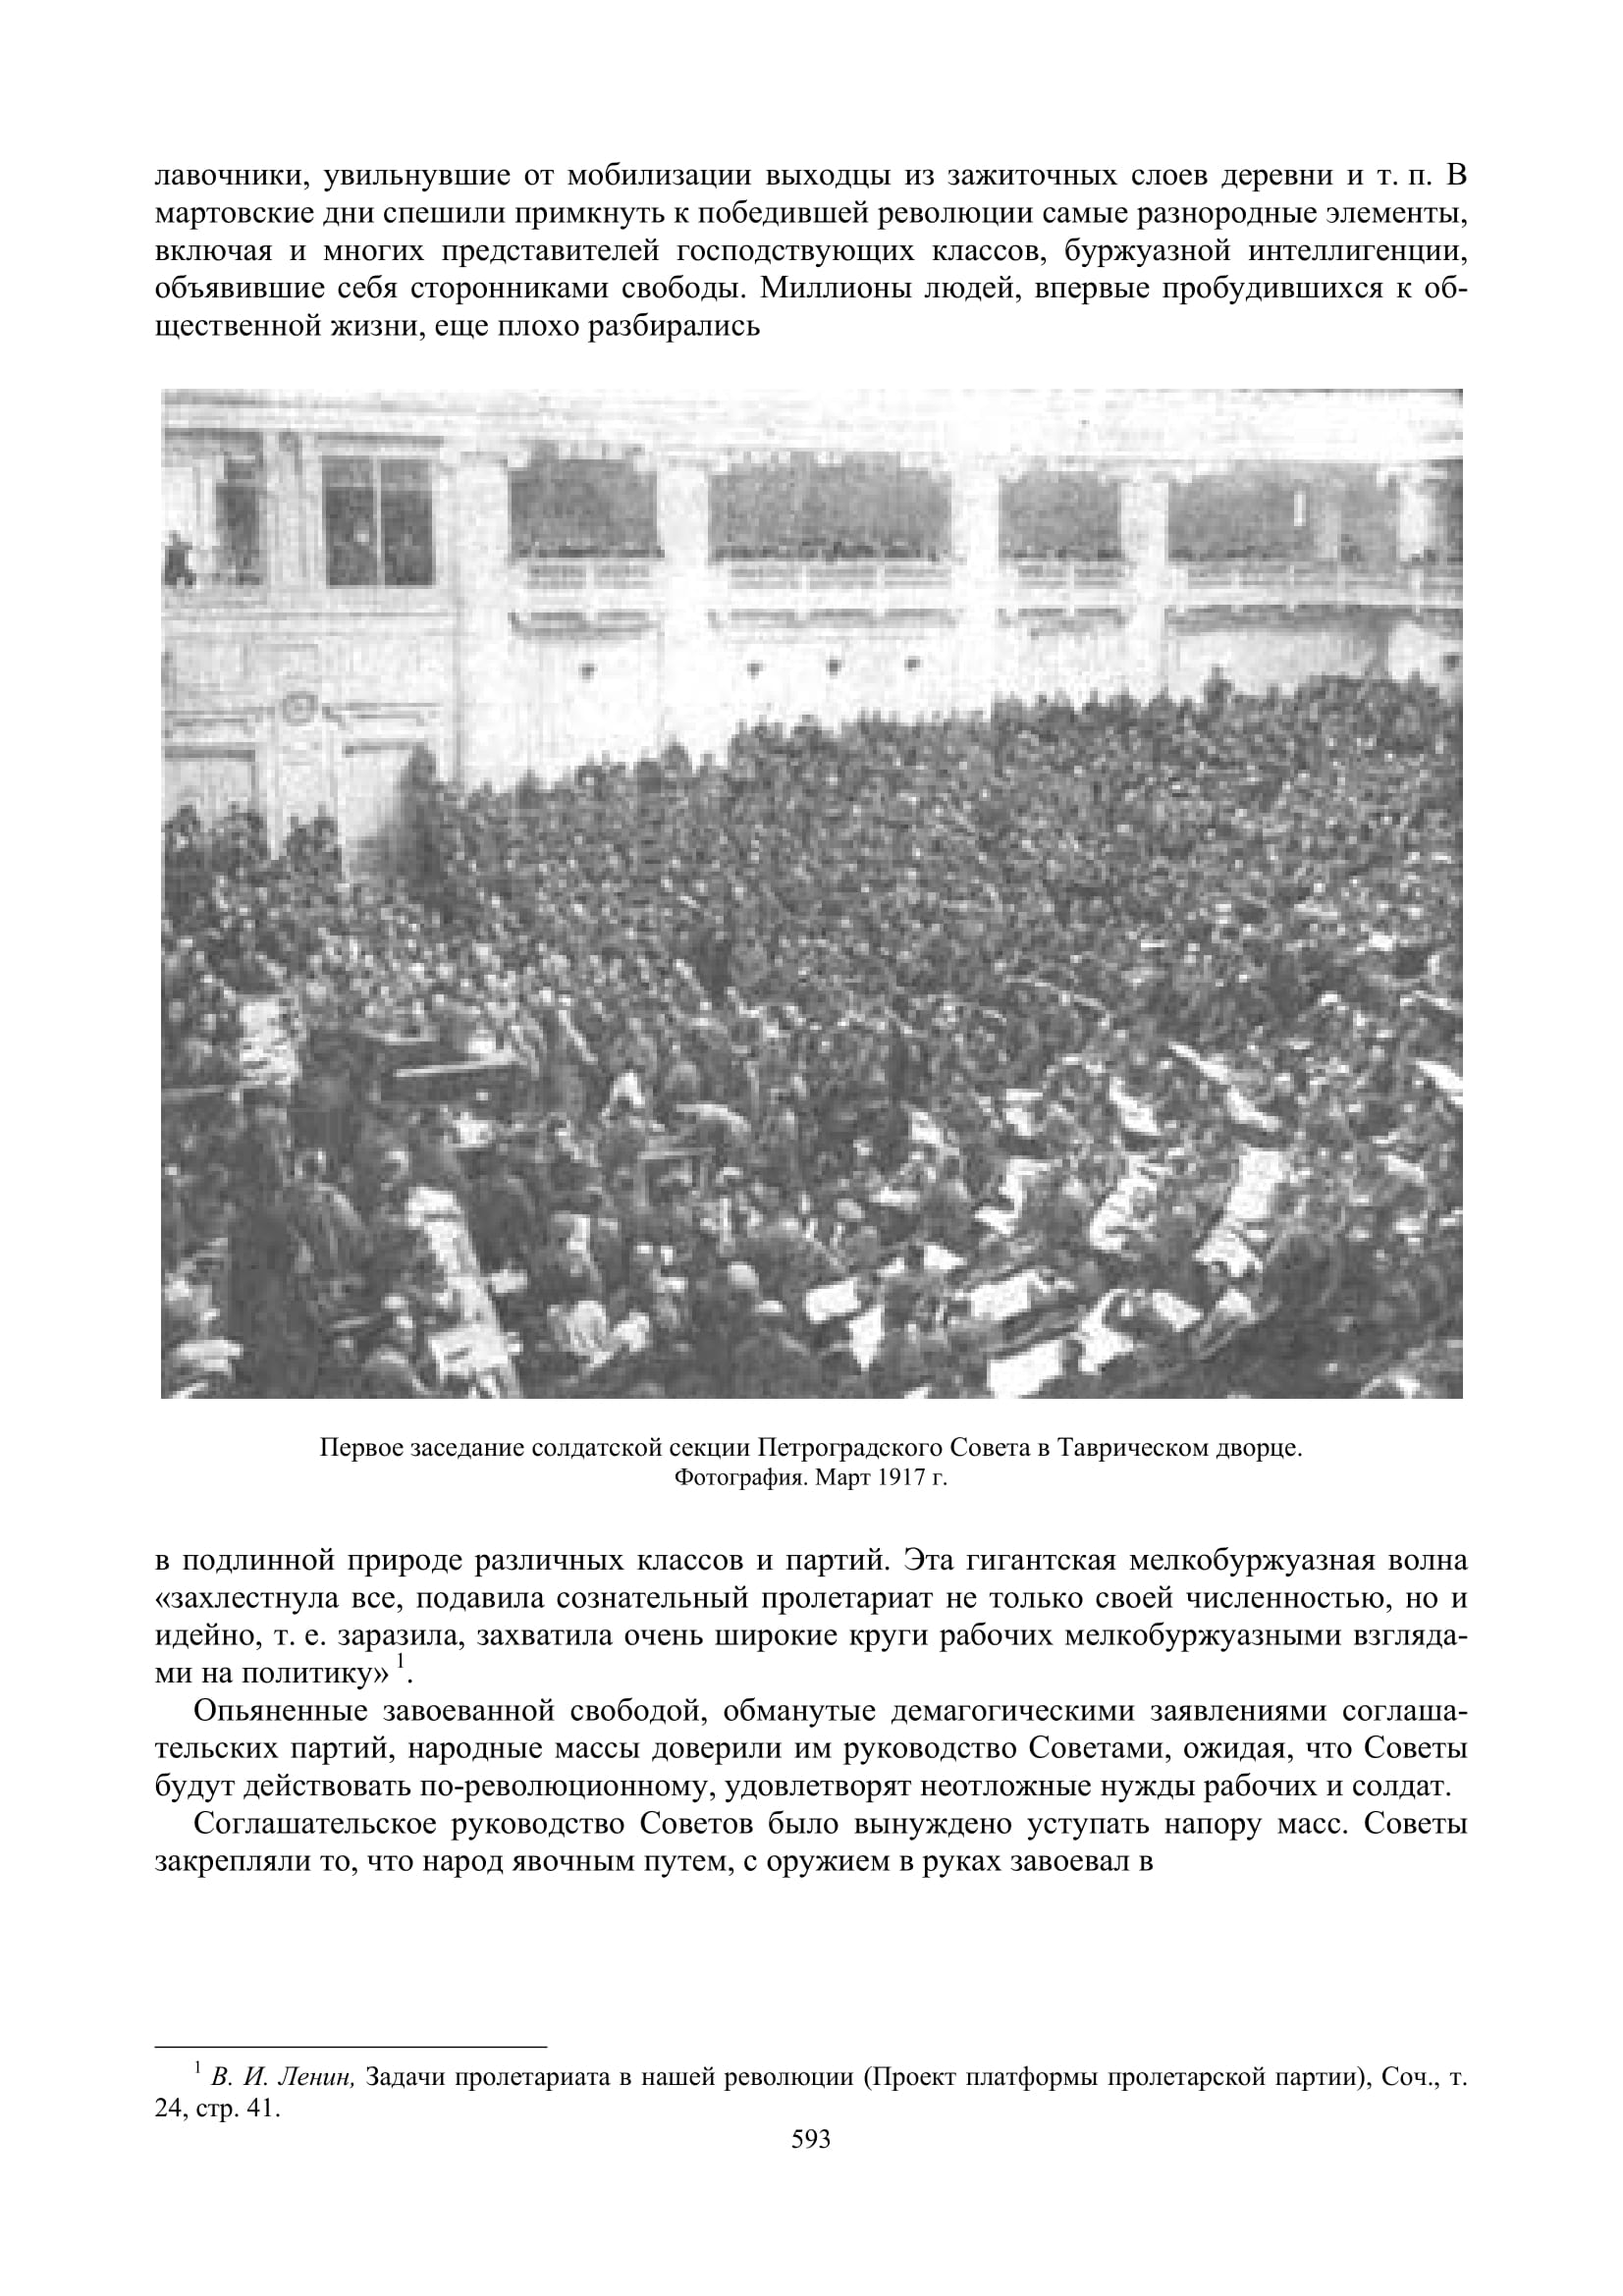 лавочники, увильнувшие от мобилизации выходцы из зажиточных слоев деревни и т. п. В
мартовские дни спешили примкнуть к победившей революции самые разнородные элементы,
включая и многих представителей господствующих классов, буржуазной интеллигенции,
объявившие себя сторонниками свободы. Миллионы людей, впервые пробудившихся к об-
щественной жизни, еще плохо разбирались
Первое заседание солдатской секции Петроградского Совета в Таврическом дворце.
Фотография. Март 1917 г.
в подлинной природе различных классов и партий. Эта гигантская мелкобуржуазная волна
«захлестнула все, подавила сознательный пролетариат не только своей численностью, но и
идейно, т. е. заразила, захватила очень широкие круги рабочих мелкобуржуазными взгляда-
ми на политику» 1.
Опьяненные завоеванной свободой, обманутые демагогическими заявлениями соглаша-
тельских партий, народные массы доверили им руководство Советами, ожидая, что Советы
будут действовать по-революционному, удовлетворят неотложные нужды рабочих и солдат.
Соглашательское руководство Советов было вынуждено уступать напору масс. Советы
закрепляли то, что народ явочным путем, с оружием в руках завоевал в
1 В. И. Ленин, Задачи пролетариата в нашей революции (Проект платформы пролетарской партии), Соч., т.
24, стр. 41.
593